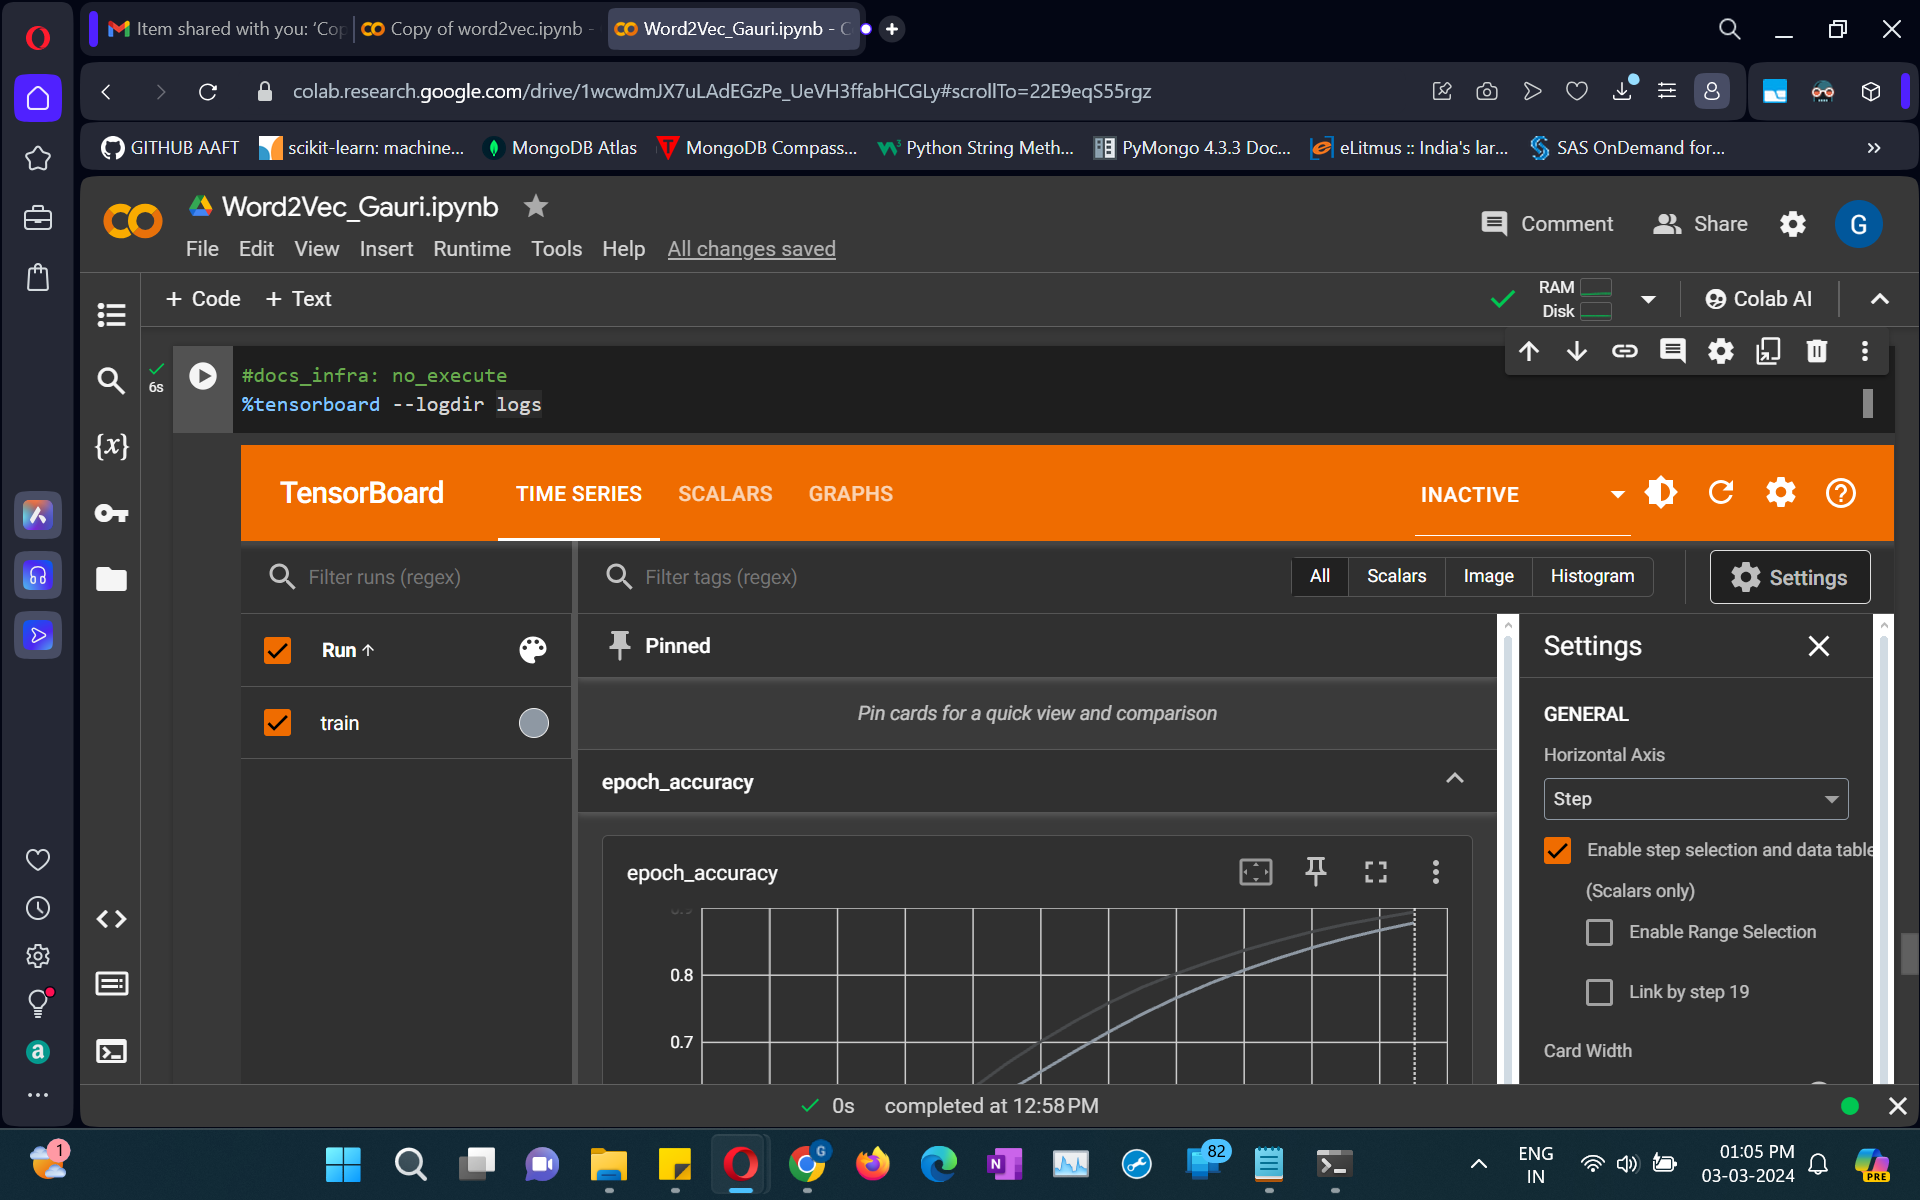 Item shared with you: ‘Cop
Copy of word2vec.ipynb -
Word2Vec_Gauri.ipynb - C
colab.research.google.com/drive/1wcwdmJX7uLAdEGzPe_UeVH3ffabHCGLy#scrollTo=22E9eqS55rgz
GITHUB AAFT
scikit-learn: machine...
MongoDB Atlas
MongoDB Compass...
Python String Meth...
PyMongo 4.3.3 Doc...
eLitmus :: India's lar...
SAS OnDemand for...
Word2Vec_Gauri.ipynb
Comment
Share
G
File Edit View Insert Runtime Tools Help All changes saved
+ Code + Text
RAM
Disk
Colab AI
6s
#docs_infra: no_execute
%tensorboard --logdir logs
TensorBoard
TIME SERIES
SCALARS
GRAPHS
INACTIVE
Filter runs (regex)
Filter tags (regex)
All
Scalars
Image
Histogram
Settings
Run
train
Pinned
Pin cards for a quick view and comparison
epoch_accuracy
epoch_accuracy
0.8
0.7
Settings
GENERAL
Horizontal Axis
Step
Enable step selection and data table
(Scalars only)
Enable Range Selection
Link by step 19
Card Width
0s completed at 12:58 PM
1
G
82
ENG
IN
01:05 PM
03-03-2024
PRE